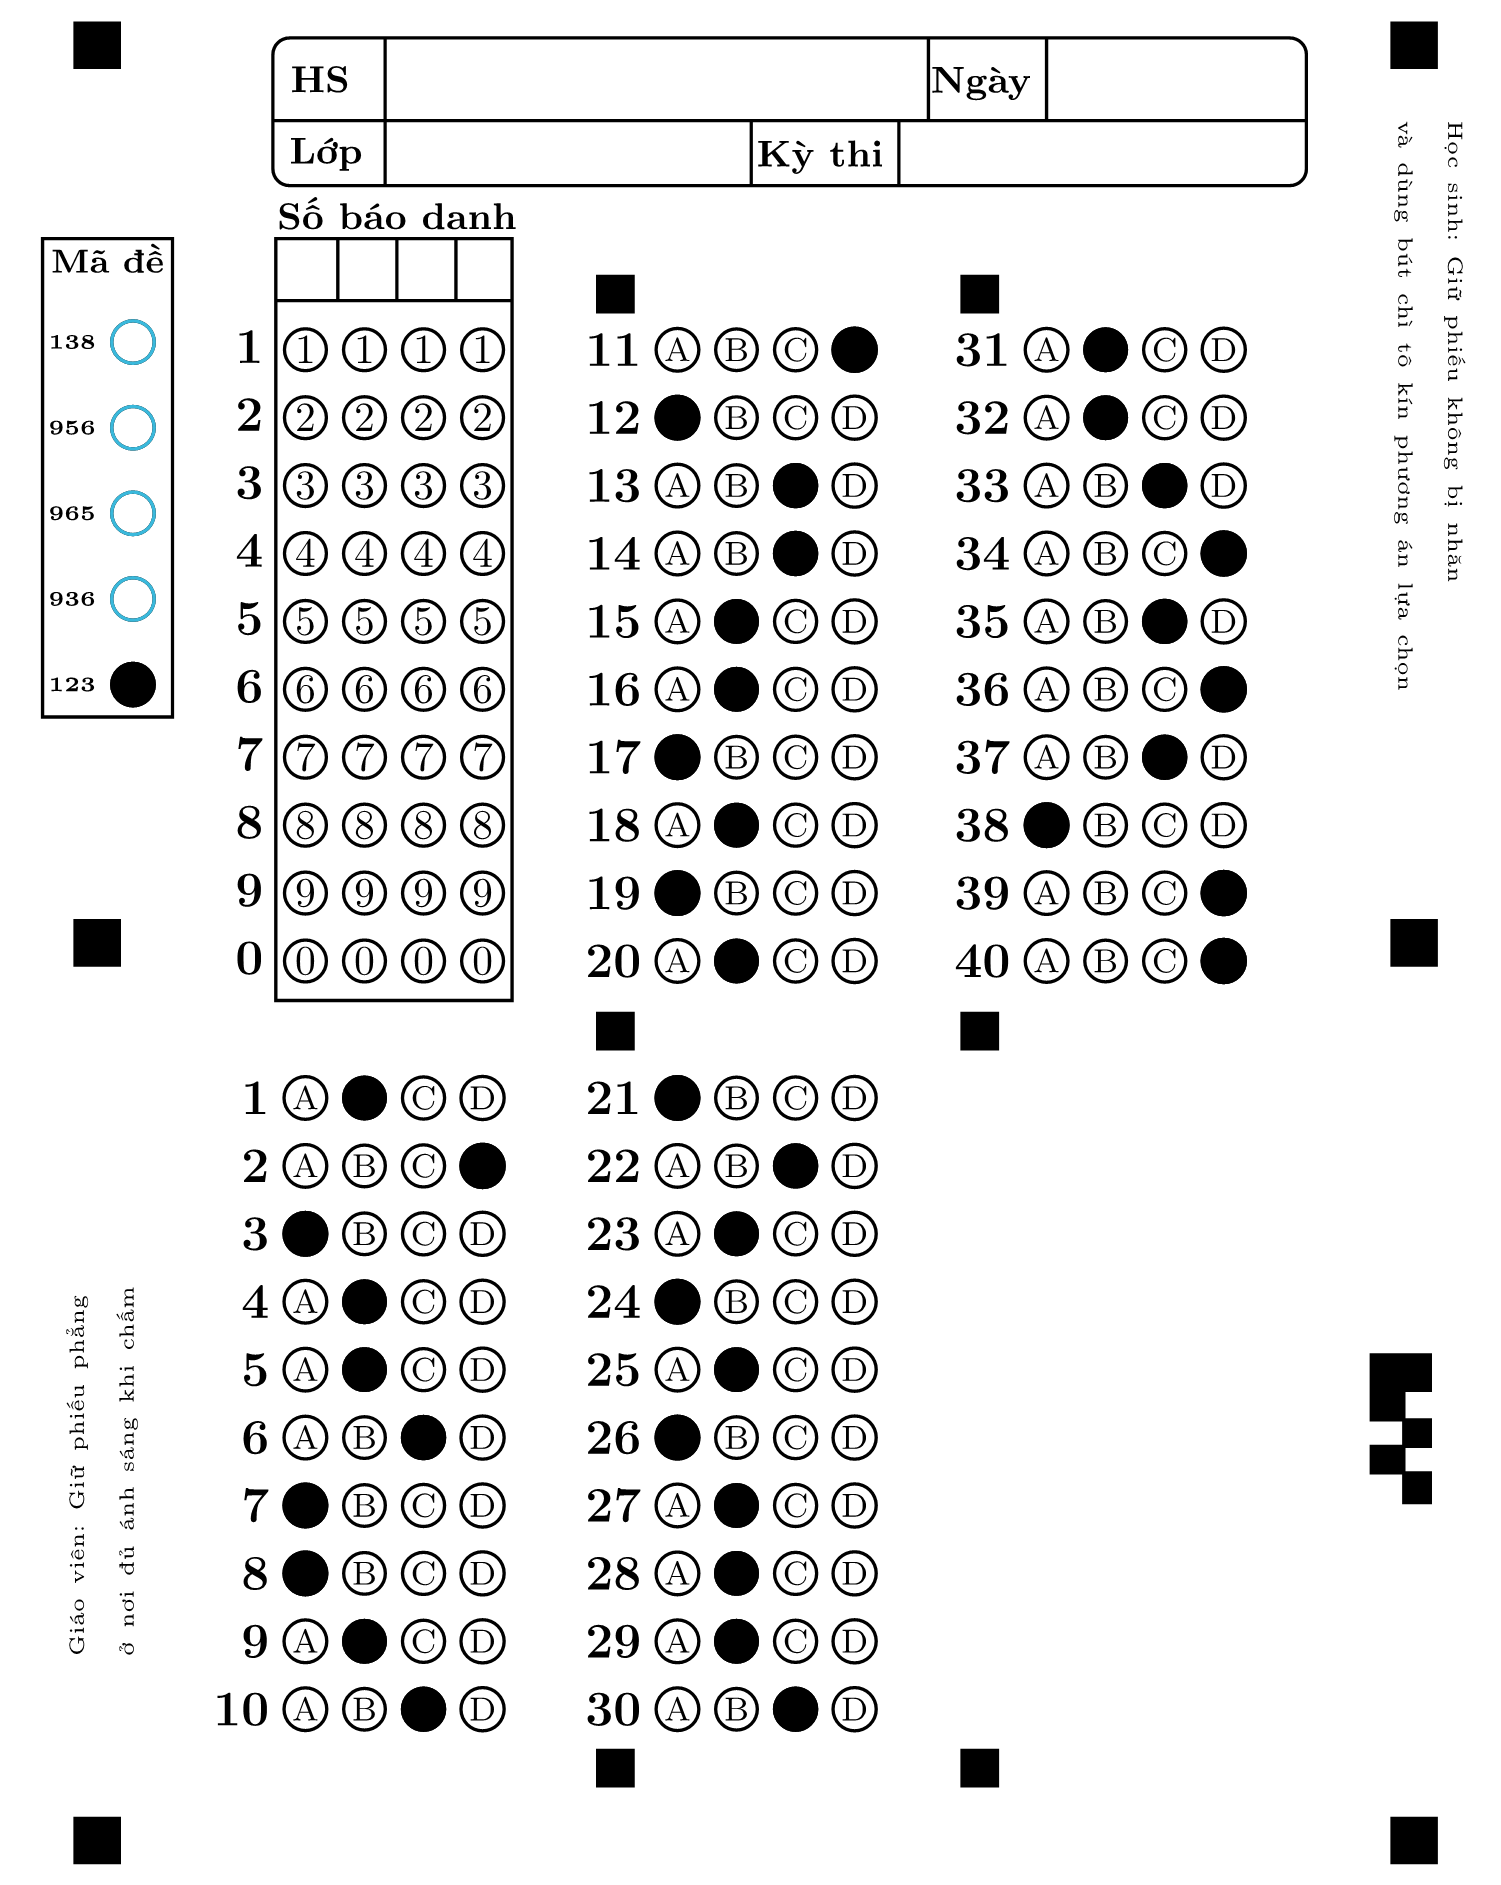 HS
Ngày
Lớp
Kỳ thi
Số báo danh
Mã đề
138
956
965
936
123
1 1 1 1 1
2 2 2 2 2
3 3 3 3 3
4 4 4 4 4
5 5 5 5 5
6 6 6 6 6
7 7 7 7 7
8 8 8 8 8
9 9 9 9 9
0 0 0 0 0
11 A B C
12 B C D
13 A B D
14 A B D
15 A C D
16 A C D
17 B C D
18 A C D
19 B C D
20 A C D
31 A C D
32 A C D
33 A B D
34 A B C
35 A B D
36 A B C
37 A B D
38 B C D
39 A B C
40 A B C
1 A C D
2 A B C
3 B C D
4 A C D
5 A C D
6 A B D
7 B C D
8 B C D
9 A C D
10 A B D
21 B C D
22 A B D
23 A C D
24 B C D
25 A C D
26 B C D
27 A C D
28 A C D
29 A C D
30 A B D
Học sinh: Giữ phiếu không bị nhăn
và dùng bút chì tô kín phương án lựa chọn
Giáo viên: Giữ phiếu phẳng
ở nơi đủ ánh sáng khi chấm